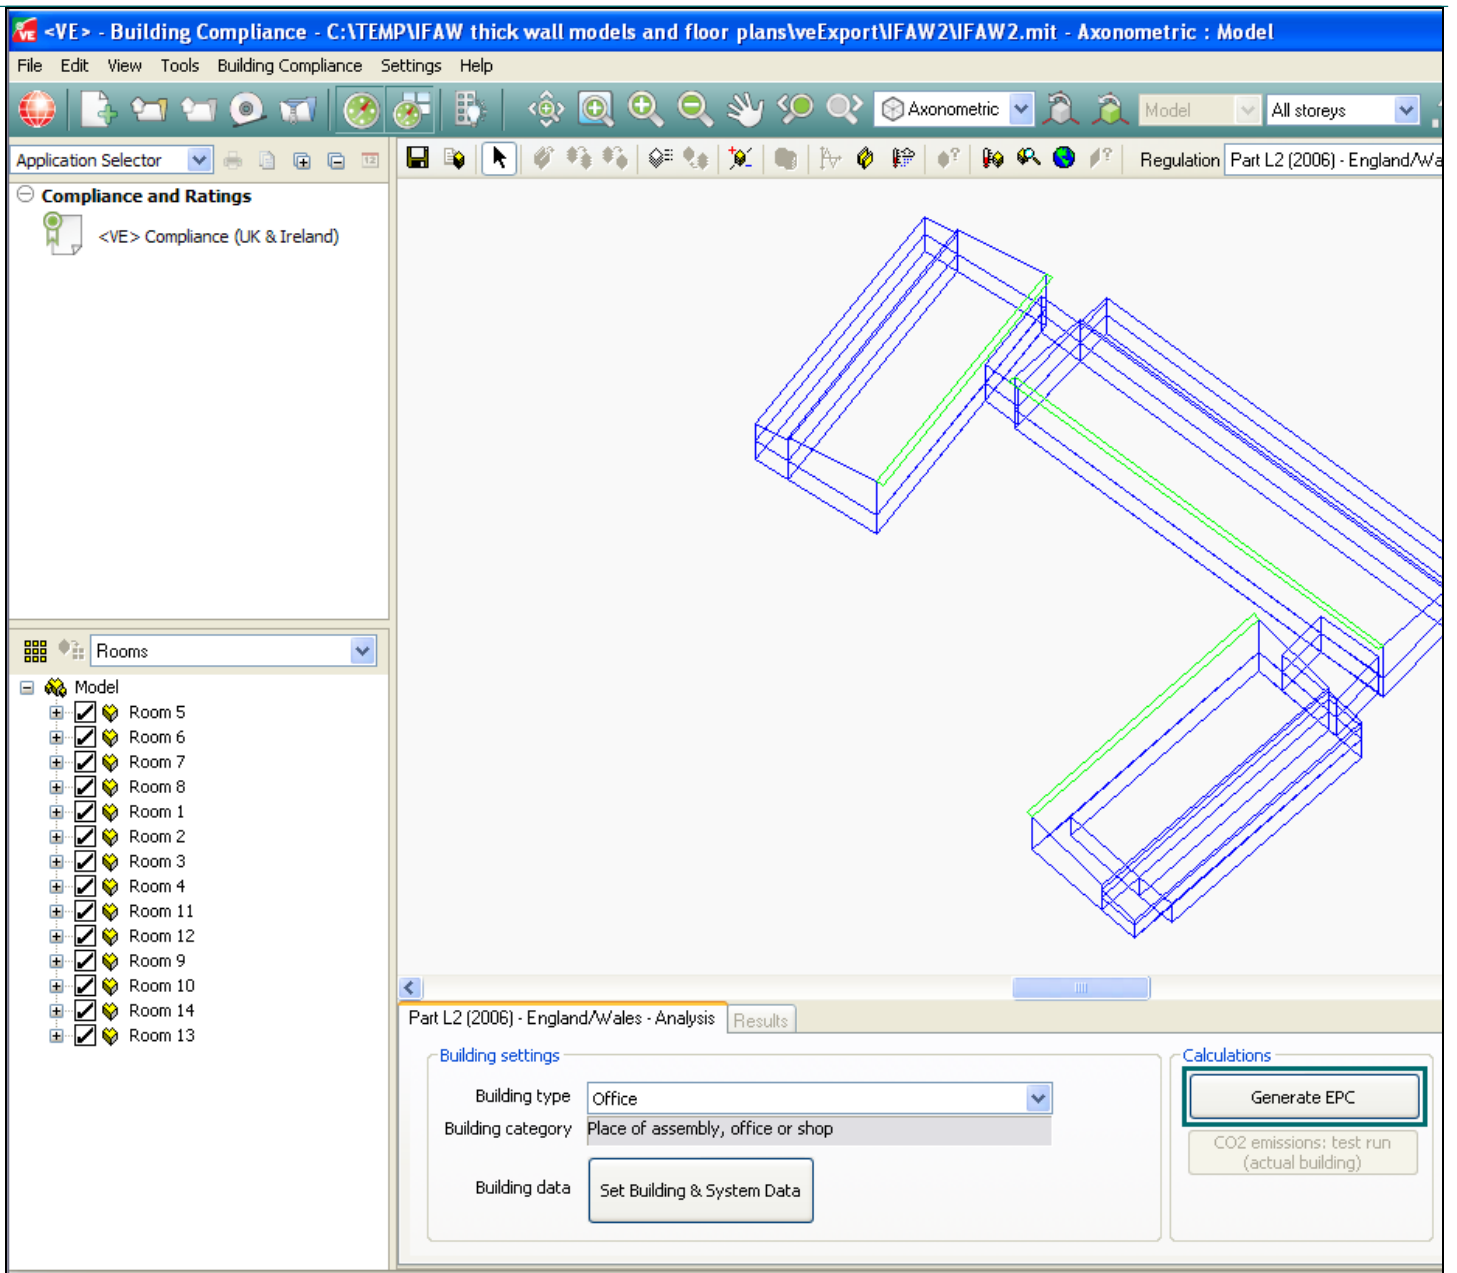 <VE> - Building Compliance - C:\TEMP\IFAW thick wall models and floor plans\veExport\IFAW2\IFAW2.mit - Axonometric : Model
File Edit View Tools Building Compliance Settings Help
Axonometric Model All storeys
Application Selector Regulation Part L2 (2006) - England/Wa
Compliance and Ratings
<VE> Compliance (UK & Ireland)
Rooms
Model
Room 5
Room 6
Room 7
Room 8
Room 1
Room 2
Room 3
Room 4
Room 11
Room 12
Room 9
Room 10
Room 14
Room 13
Part L2 (2006) - England/Wales - Analysis Results
Building settings
Building type Office
Building category Place of assembly, office or shop
Building data Set Building & System Data
Calculations
Generate EPC
CO2 emissions: test run
(actual building)